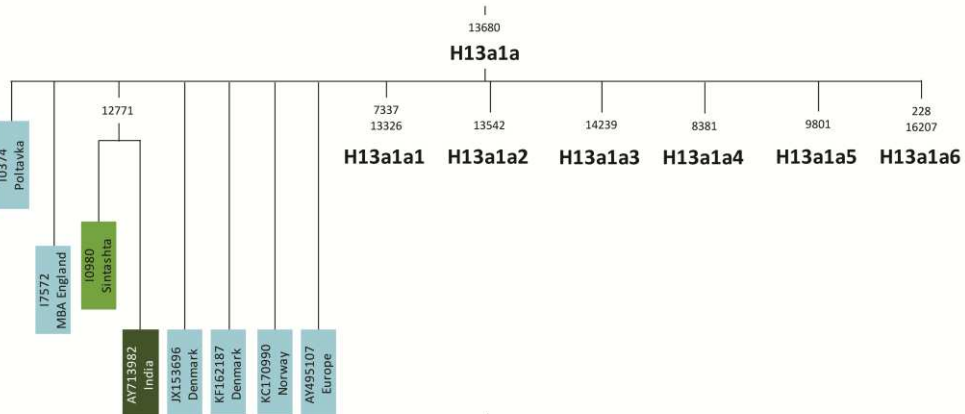 13680
H13a1a
12771
7337
13326
13542
14239
8381
9801
228
16207
H13a1a1
H13a1a2
H13a1a3
H13a1a4
H13a1a5
H13a1a6
I0374
Poltavka
I7572
MBA England
I0980
Sintashta
AY713982
India
JX153696
Denmark
KF162187
Denmark
KC170990
Norway
AY495107
Europe